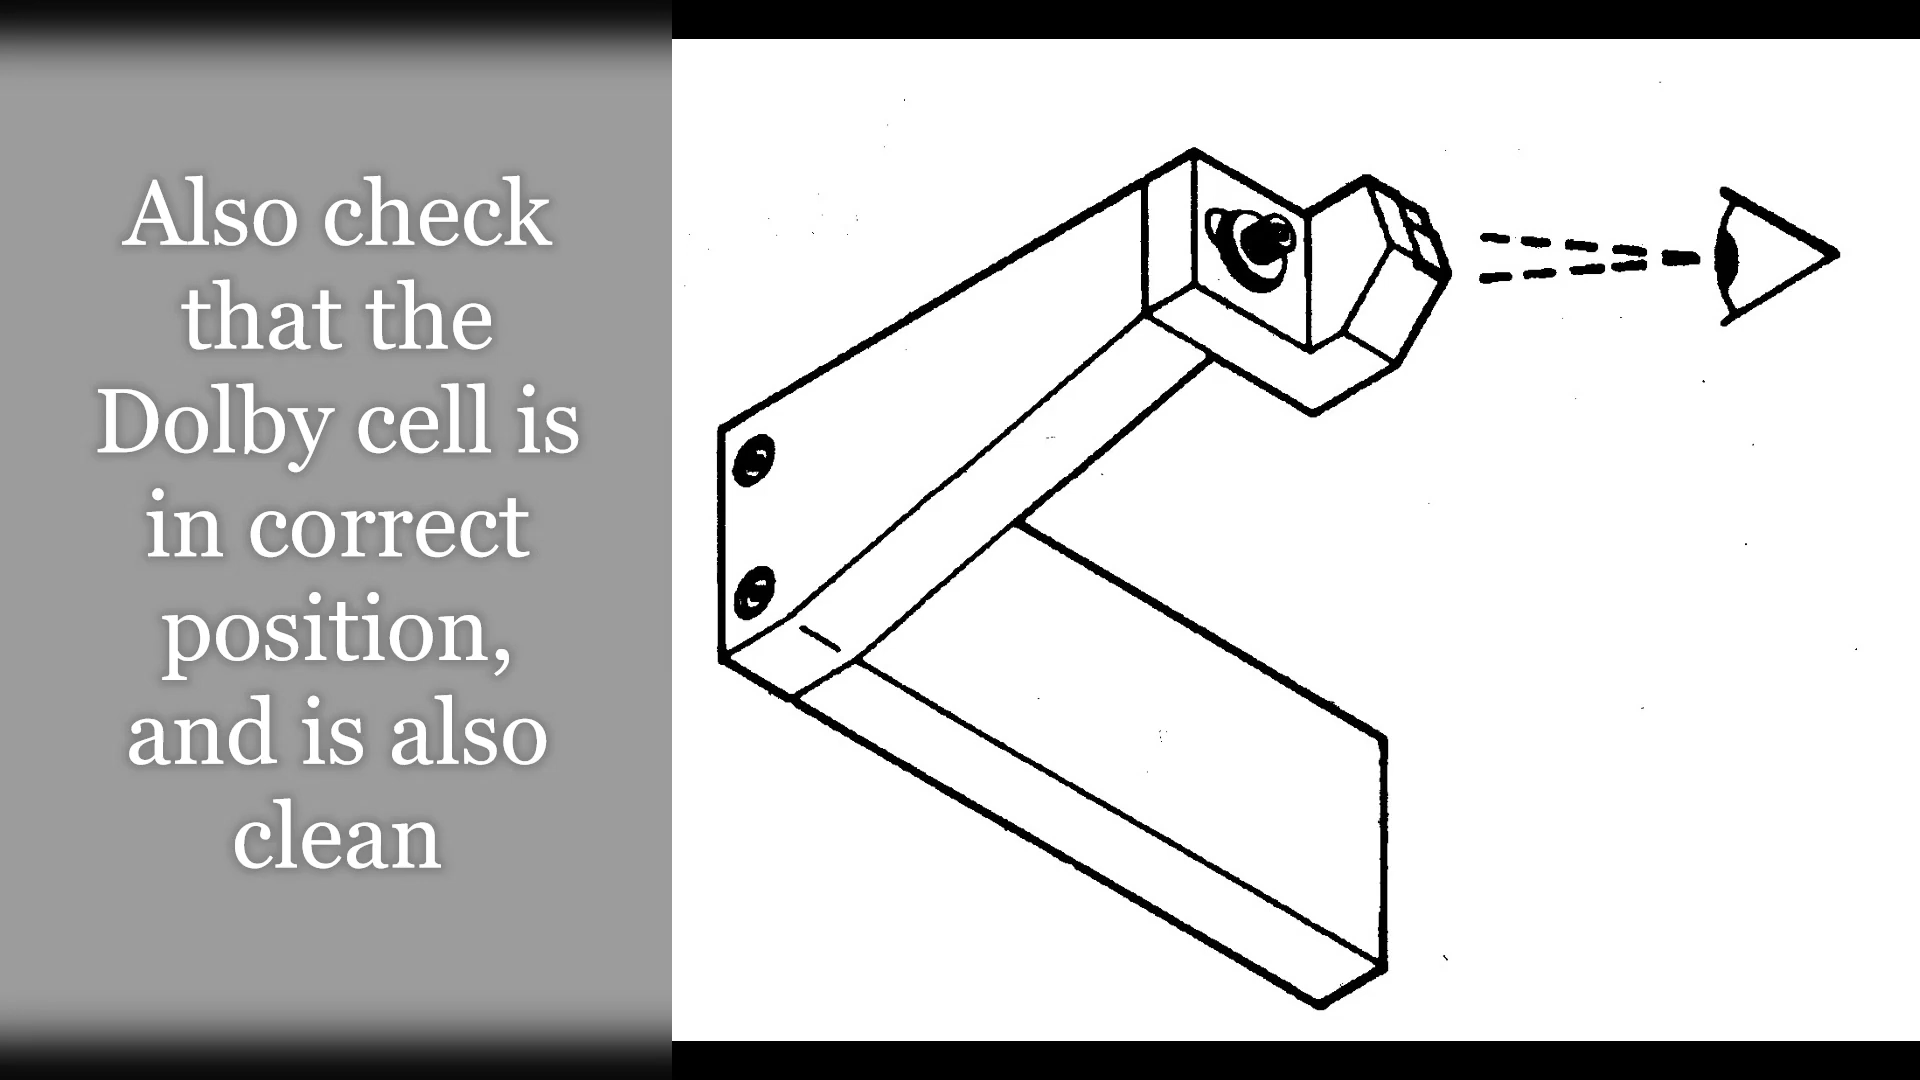 Also check
that the
Dolby cell is
in correct
position,
and is also
clean